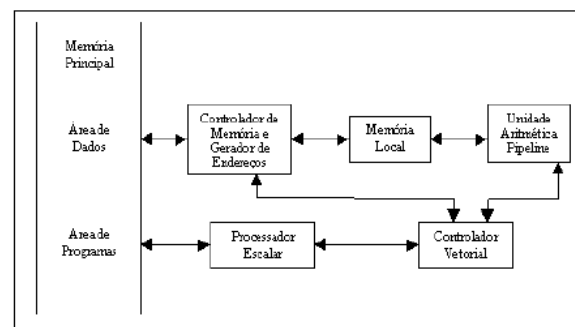 Memória
Principal
Área de
Dados
Controlador de
Memória e
Gerador de
Endereços
Memória
Local
Unidade
Aritmética
Pipeline
Area de
Programas
Processador
Escalar
Controlador
Vetorial